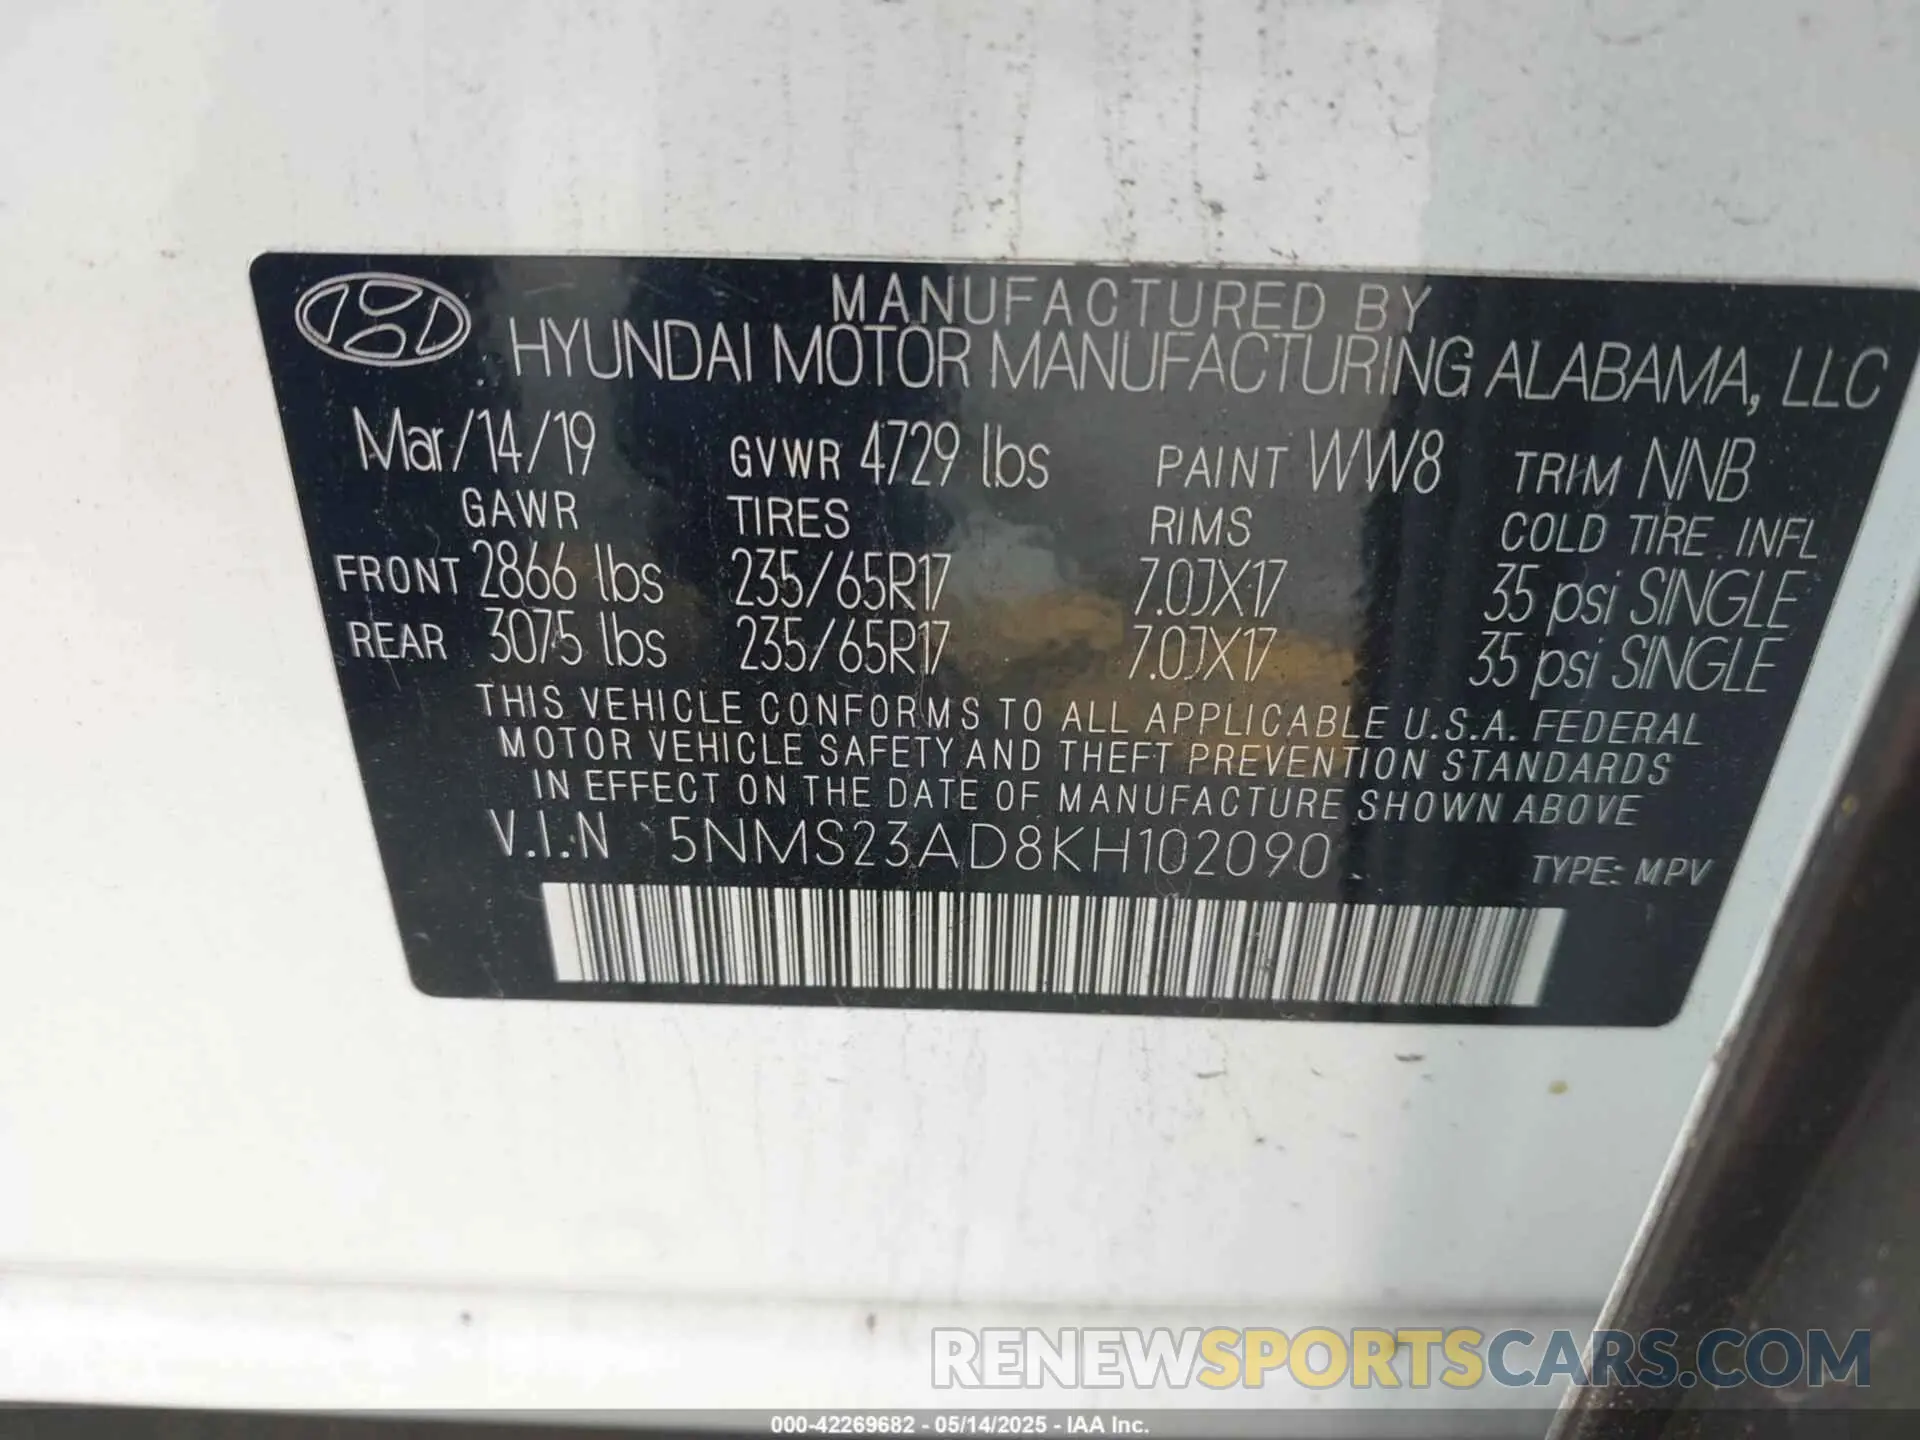 MANUFACTURED BY
HYUNDAI MOTOR MANUFACTURING ALABAMA, LLC
Mar/14/19 GVWR 4729 lbs PAINT WW8 TRIM NNB
GAWR TIRES RIMS COLD TIRE INFL
FRONT 2866 lbs 235/65R17 7.0JX17 35 psi SINGLE
REAR 3075 lbs 235/65R17 7.0JX17 35 psi SINGLE
THIS VEHICLE CONFORMS TO ALL APPLICABLE U.S.A. FEDERAL
MOTOR VEHICLE SAFETY AND THEFT PREVENTION STANDARDS
IN EFFECT ON THE DATE OF MANUFACTURE SHOWN ABOVE
V.I.N 5NMS23AD8KH102090 TYPE: MPV
RENEWSPORTSCARS.COM
000-42269682 - 05/14/2025 - IAA Inc.